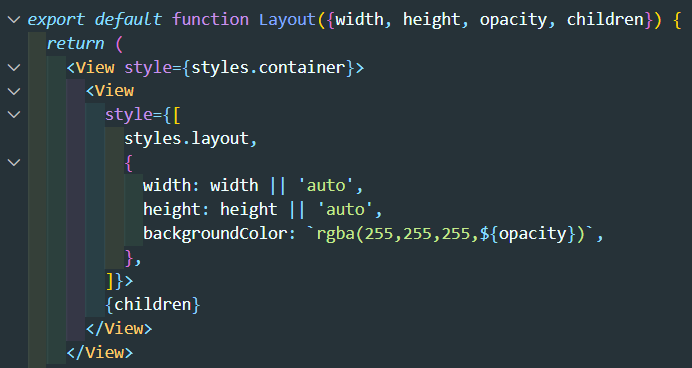 export default function Layout({width, height, opacity, children}) {
  return (
    <View style={styles.container}>
      <View
        style={[
          styles.layout,
          {
            width: width || 'auto',
            height: height || 'auto',
            backgroundColor: `rgba(255,255,255,${opacity})`,
          },
        ]}>
        {children}
      </View>
    </View>